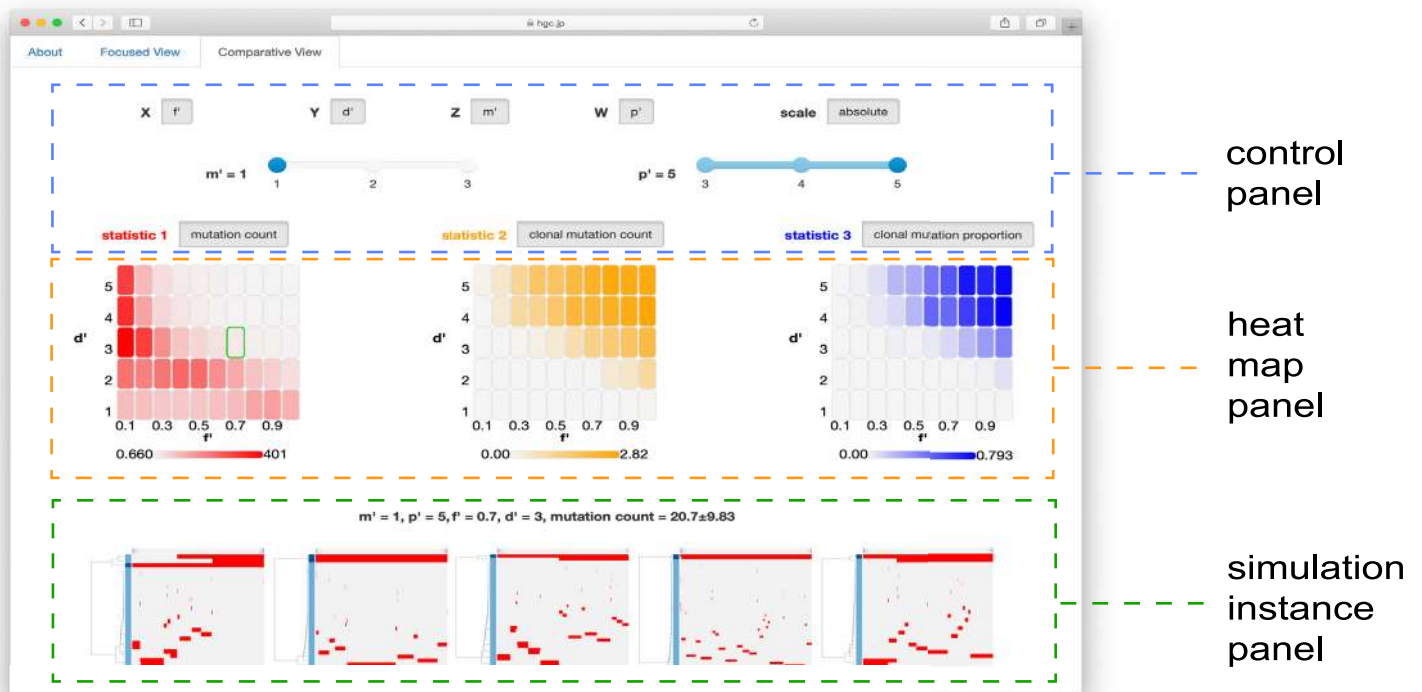 hgc.jp
About Focused View Comparative View
X f' Y d' Z m' W p' scale absolute
m' = 1 1 2 3 p' = 5 3 4 5
control
panel
statistic 1 mutation count statistic 2 clonal mutation count statistic 3 clonal mutation proportion
5 5 5
4 4 4
d' 3 d' 3 d' 3
2 2 2
1 1 1
0.1 0.3 0.5 0.7 0.9 0.1 0.3 0.5 0.7 0.9 0.1 0.3 0.5 0.7 0.9
f' f' f'
0.660 401 0.00 2.82 0.00 0.793
heat
map
panel
m' = 1, p' = 5, f' = 0.7, d' = 3, mutation count = 20.7±9.83
simulation
instance
panel